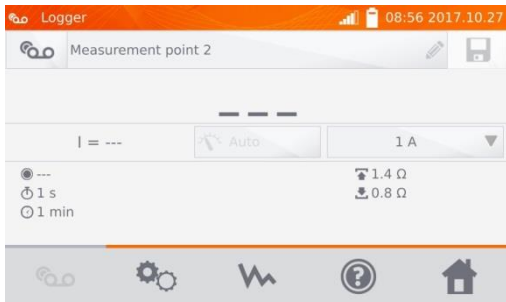 Logger 08:56 2017.10.27
Measurement point 2
---
I = --- Auto 1 A
--- 1.4 Ω
1 s 0.8 Ω
1 min